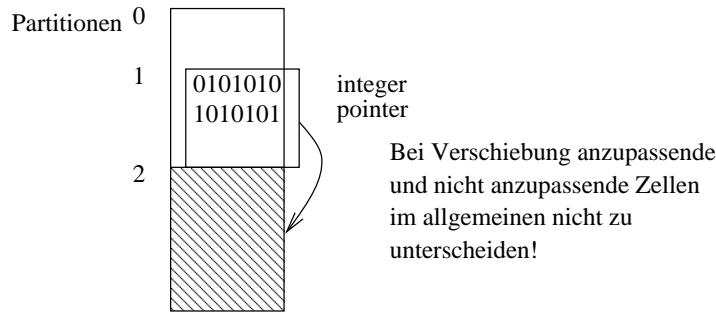 Partitionen 0
1
0101010
1010101
integer
pointer
2
Bei Verschiebung anzupassende
und nicht anzupassende Zellen
im allgemeinen nicht zu
unterscheiden!